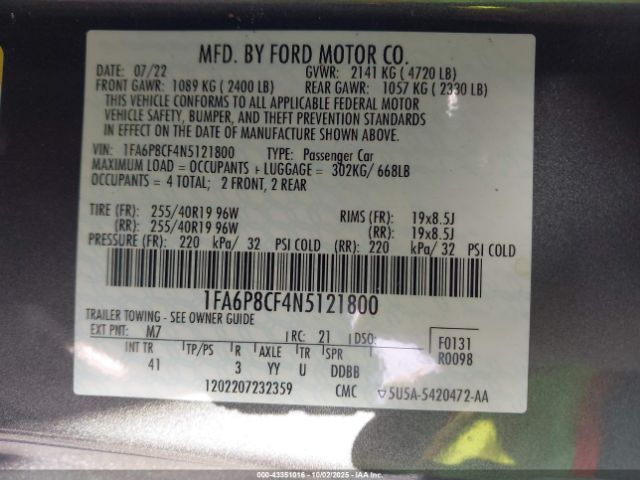 MFD. BY FORD MOTOR CO.
DATE: 07/22 GVWR: 2141 KG ( 4720 LB)
FRONT GAWR: 1089 KG ( 2400 LB) REAR GAWR: 1057 KG ( 2330 LB)
THIS VEHICLE CONFORMS TO ALL APPLICABLE FEDERAL MOTOR
VEHICLE SAFETY, BUMPER, AND THEFT PREVENTION STANDARDS
IN EFFECT ON THE DATE OF MANUFACTURE SHOWN ABOVE.
VIN: 1FA6P8CF4N5121800 TYPE: Passenger Car
MAXIMUM LOAD = OCCUPANTS + LUGGAGE = 302KG/ 668LB
OCCUPANTS = 4 TOTAL; 2 FRONT, 2 REAR
TIRE (FR): 255/40R19 96W RIMS (FR): 19x8.5J
(RR): 255/40R19 96W (RR): 19x8.5J
PRESSURE (FR): 220 kPa/ 32 PSI COLD (RR): 220 kPa/ 32 PSI COLD
1FA6P8CF4N5121800
TRAILER TOWING - SEE OWNER GUIDE
EXT PNT: M7 RC: 21 DSO: F0131
INT TR TP/PS R AXLE TR SPR R0098
41 3 YY U DDBB
1202207232359 CMC 5U5A-5420472-AA
000-43351016 - 10/02/2025 - IAAI.com